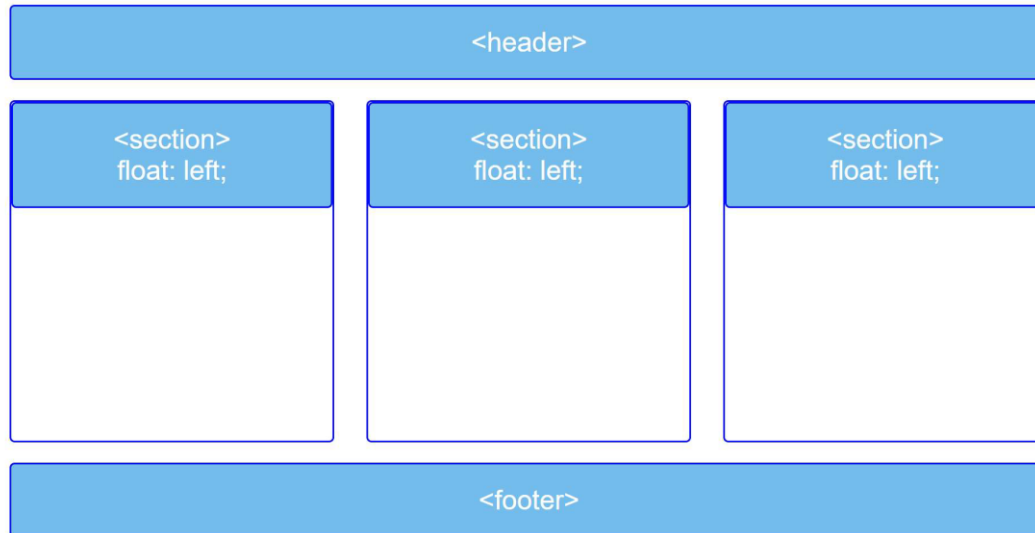 <header>
<section>
float: left;
<section>
float: left;
<section>
float: left;
<footer>